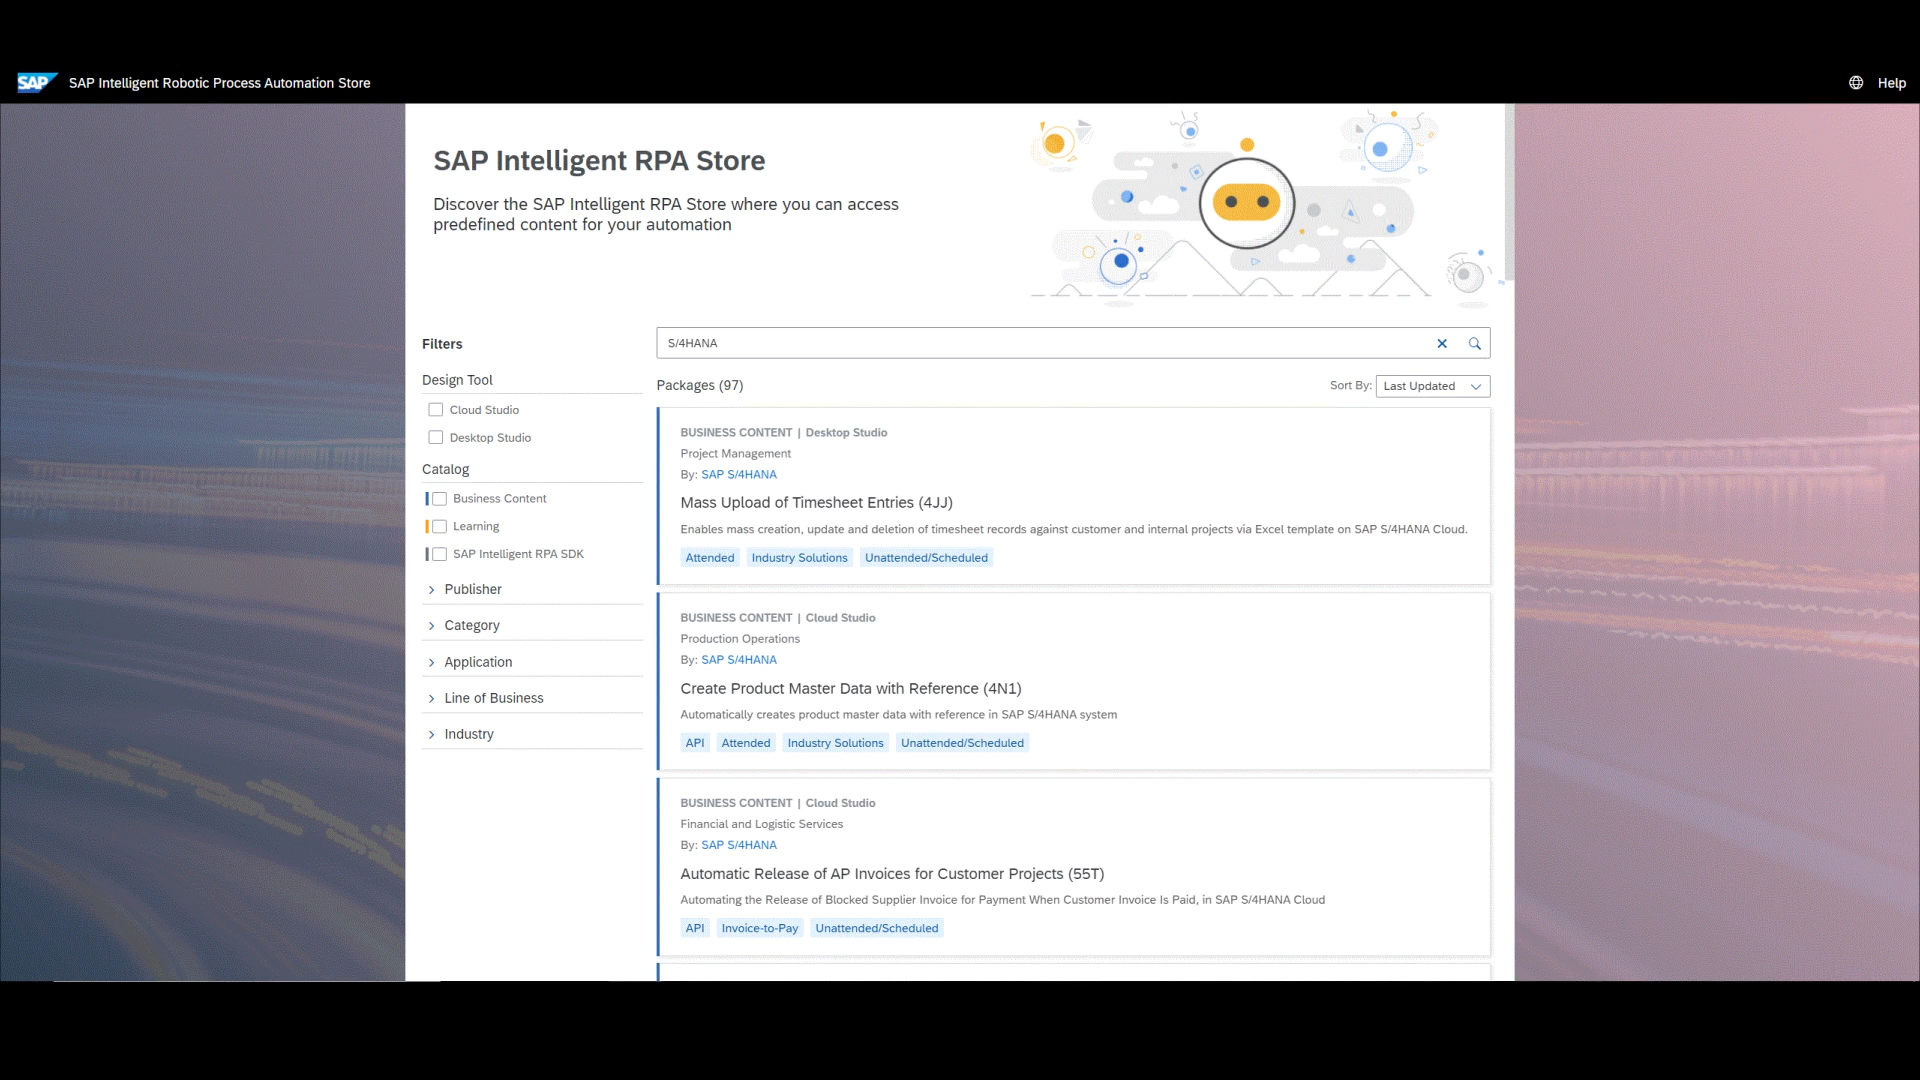 SAP SAP Intelligent Robotic Process Automation Store
Help
SAP Intelligent RPA Store
Discover the SAP Intelligent RPA Store where you can access
predefined content for your automation
Filters
Design Tool
Cloud Studio
Desktop Studio
Catalog
Business Content
Learning
SAP Intelligent RPA SDK
Publisher
Category
Application
Line of Business
Industry
S/4HANA
Packages (97)
Sort By: Last Updated
BUSINESS CONTENT | Desktop Studio
Project Management
By: SAP S/4HANA
Mass Upload of Timesheet Entries (4JJ)
Enables mass creation, update and deletion of timesheet records against customer and internal projects via Excel template on SAP S/4HANA Cloud.
Attended Industry Solutions Unattended/Scheduled
BUSINESS CONTENT | Cloud Studio
Production Operations
By: SAP S/4HANA
Create Product Master Data with Reference (4N1)
Automatically creates product master data with reference in SAP S/4HANA system
API Attended Industry Solutions Unattended/Scheduled
BUSINESS CONTENT | Cloud Studio
Financial and Logistic Services
By: SAP S/4HANA
Automatic Release of AP Invoices for Customer Projects (55T)
Automating the Release of Blocked Supplier Invoice for Payment When Customer Invoice Is Paid, in SAP S/4HANA Cloud
API Invoice-to-Pay Unattended/Scheduled